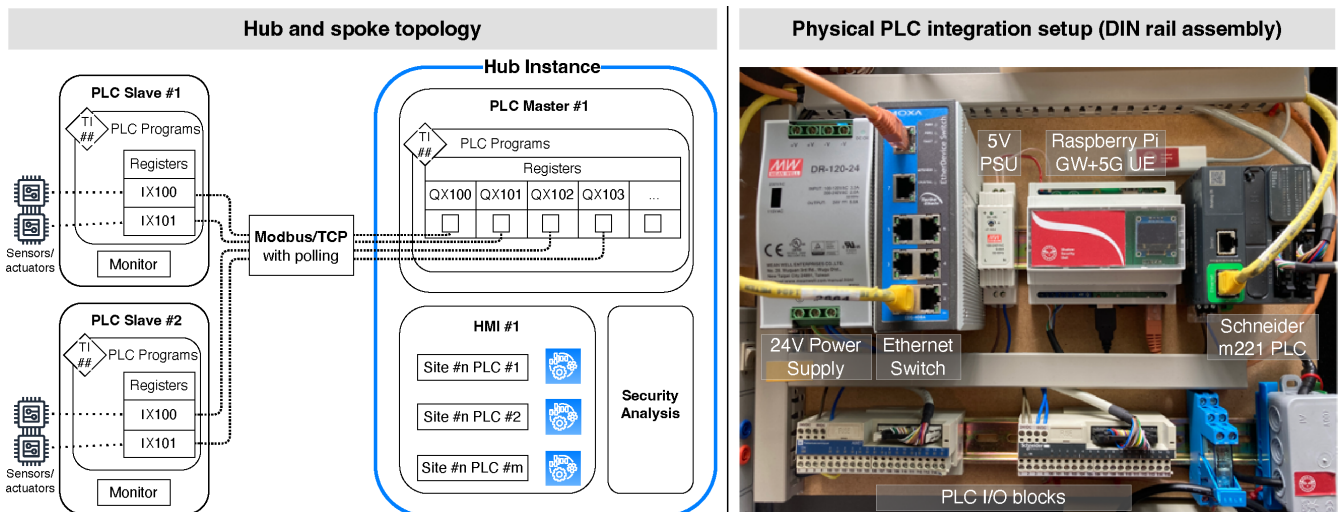 Hub and spoke topology
PLC Slave #1
TI
##
PLC Programs
Registers
IX100
IX101
Sensors/
actuators
Monitor
PLC Slave #2
TI
##
PLC Programs
Registers
IX100
IX101
Sensors/
actuators
Monitor
Modbus/TCP
with polling
Hub Instance
PLC Master #1
TI
##
PLC Programs
Registers
QX100 QX101 QX102 QX103 ...
HMI #1
Site #n PLC #1
Site #n PLC #2
Site #n PLC #m
Security
Analysis
Physical PLC integration setup (DIN rail assembly)
MW
DR-120-24
EtherDevice Switch
5V
PSU
Raspberry Pi
GW+5G UE
24V Power
Supply
Ethernet
Switch
Schneider
m221 PLC
PLC I/O blocks